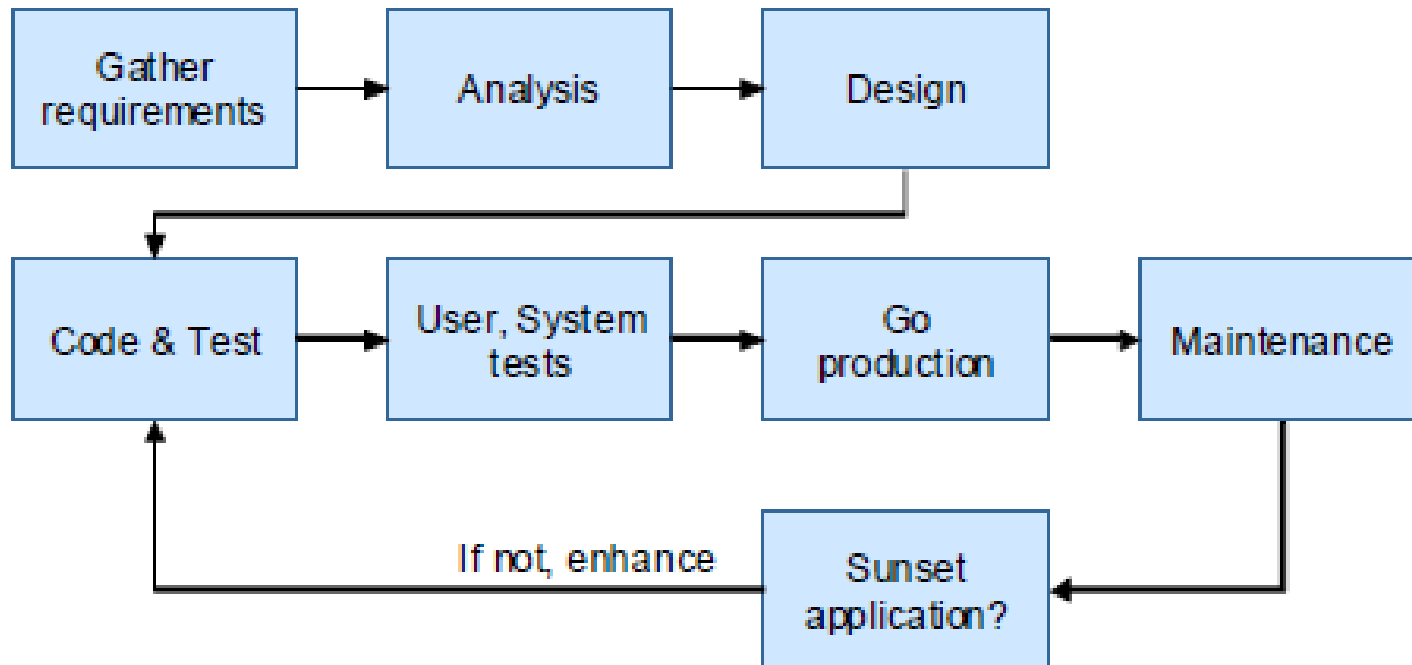 Gather
requirements
Analysis
Design
Code & Test
User, System
tests
Go
production
Maintenance
If not, enhance
Sunset
application?